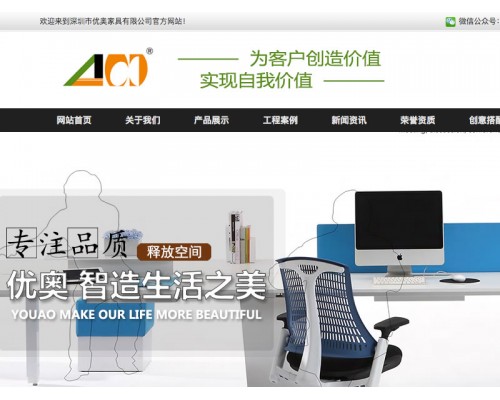 欢迎来到深圳市优奥家具有限公司官方网站！ 微信公众号：
ACO®
为客户创造价值
实现自我价值
网站首页 关于我们 产品展示 工程案例 新闻资讯 荣誉资质 创意搭配
专注品质 释放空间
优奥 智造生活之美
YOUAO MAKE OUR LIFE MORE BEAUTIFUL